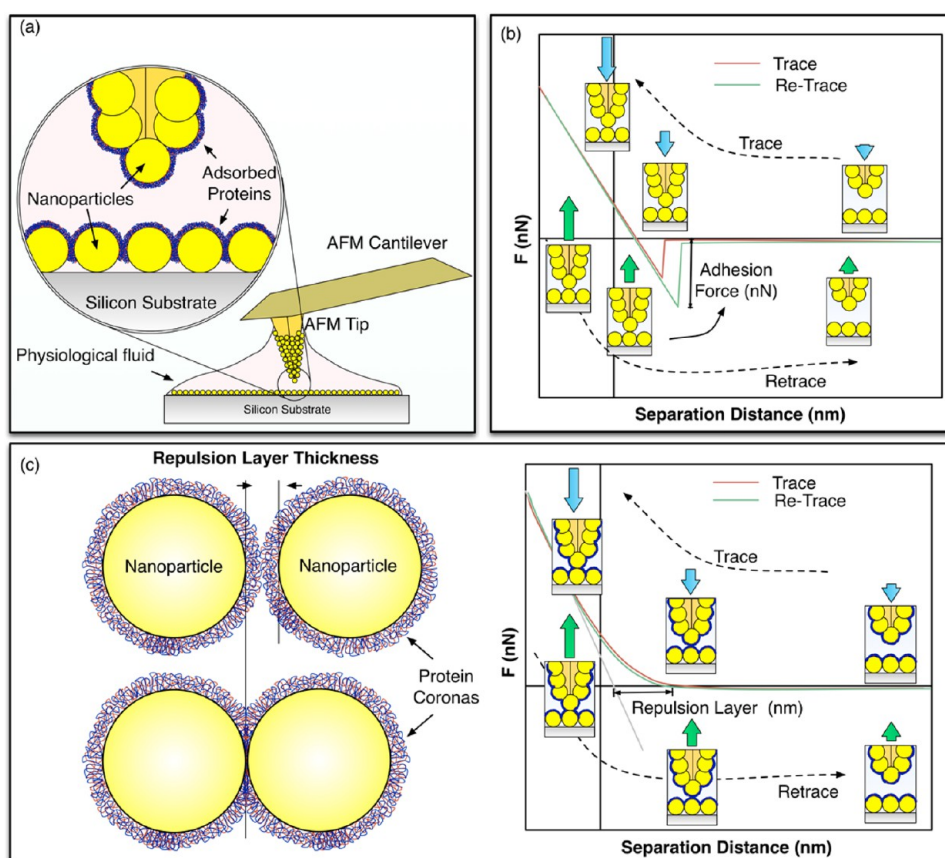 (a)
Nanoparticles
Adsorbed
Proteins
AFM Cantilever
Silicon Substrate
AFM Tip
Physiological fluid
Silicon Substrate
(b)
Trace
Re-Trace
Trace
F (nN)
Adhesion
Force (nN)
Retrace
Separation Distance (nm)
(c)
Repulsion Layer Thickness
Nanoparticle
Nanoparticle
Protein
Coronas
Trace
Re-Trace
Trace
F (nN)
Repulsion Layer (nm)
Retrace
Separation Distance (nm)